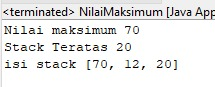 <terminated> NilaiMaksimum [Java App
Nilai maksimum 70
Stack Teratas 20
isi stack [70, 12, 20]